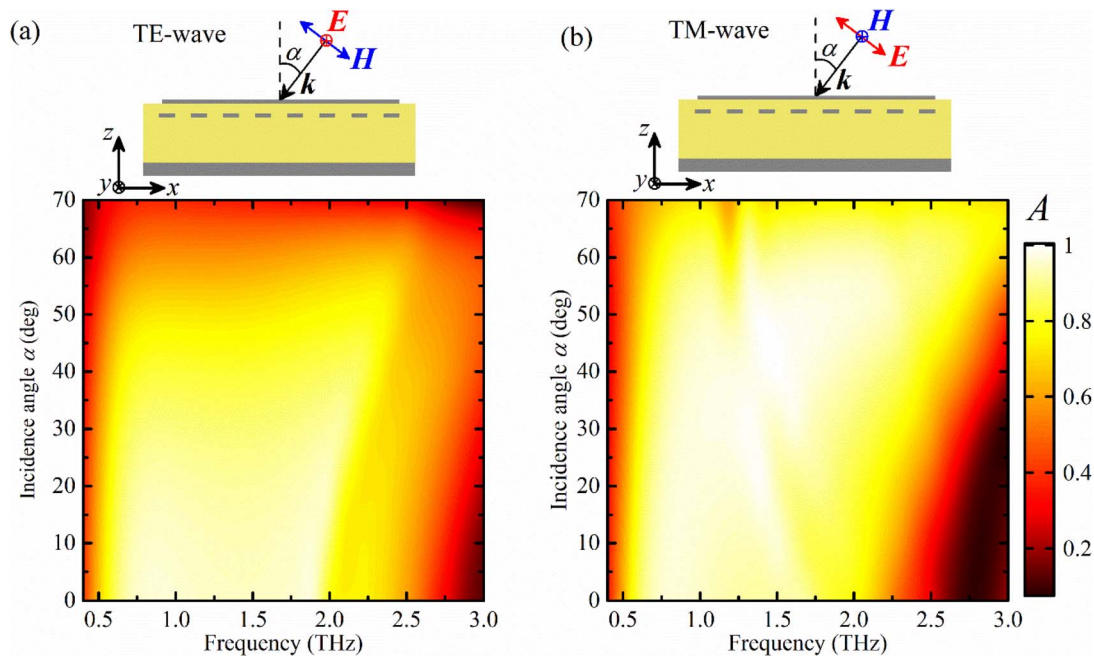 (a) TE-wave
E
H
α
k
z
y
x
70
60
50
40
30
20
10
0
Incidence angle α (deg)
0.5 1.0 1.5 2.0 2.5 3.0
Frequency (THz)
(b) TM-wave
H
E
α
k
z
y
x
70
60
50
40
30
20
10
0
Incidence angle α (deg)
0.5 1.0 1.5 2.0 2.5 3.0
Frequency (THz)
A
1
0.8
0.6
0.4
0.2